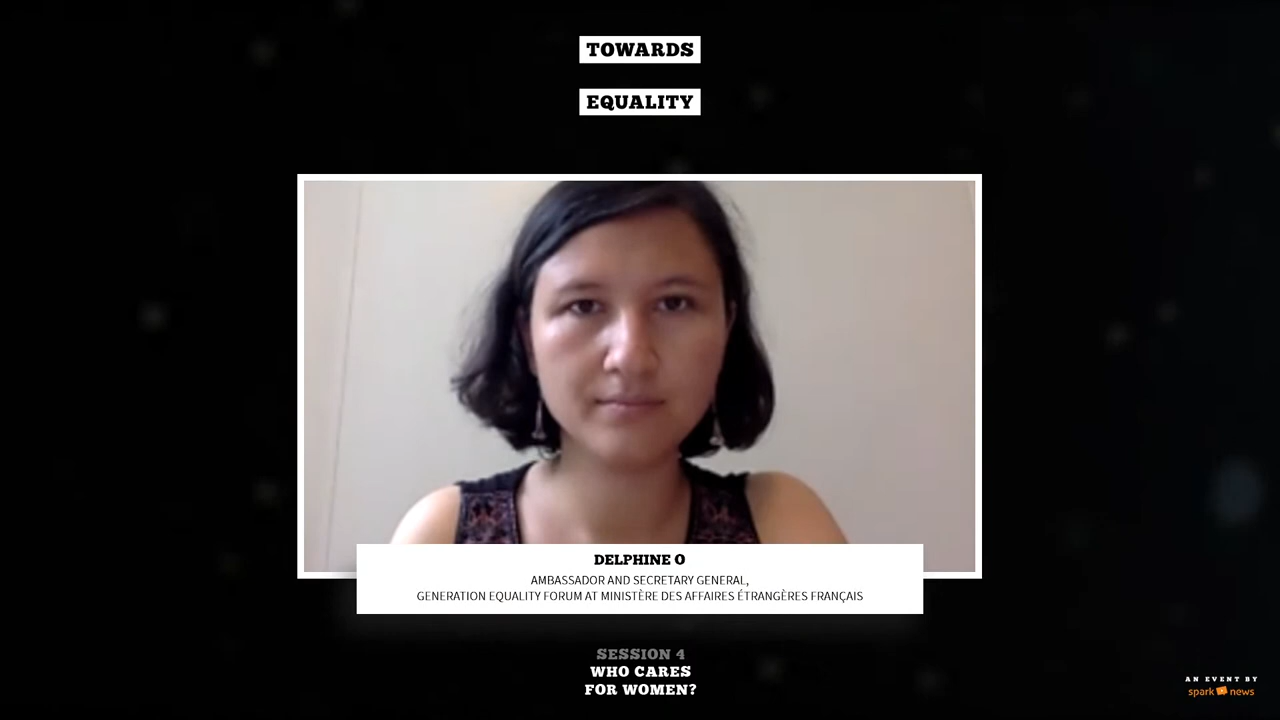 TOWARDS
EQUALITY
DELPHINE O
AMBASSADOR AND SECRETARY GENERAL,
GENERATION EQUALITY FORUM AT MINISTÈRE DES AFFAIRES ÉTRANGÈRES FRANÇAIS
SESSION 4
WHO CARES
FOR WOMEN?
AN EVENT BY
spark news